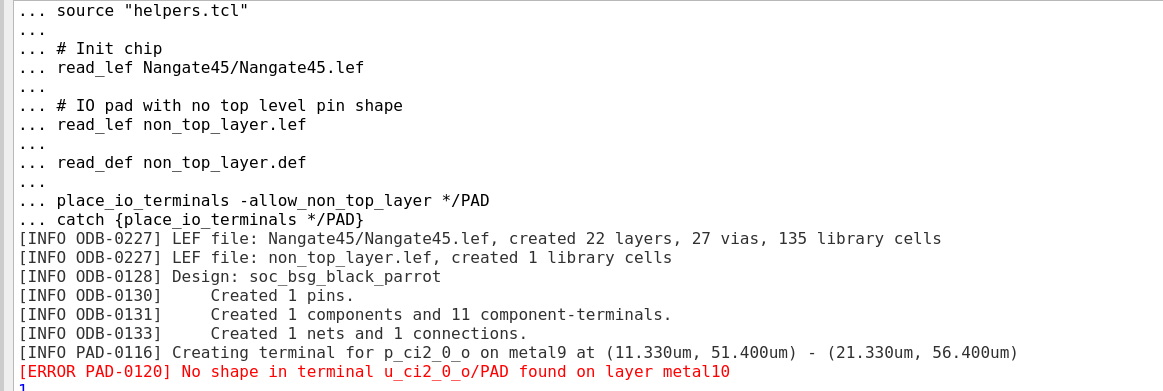 ... source "helpers.tcl"
...
... # Init chip
... read_lef Nangate45/Nangate45.lef
...
... # IO pad with no top level pin shape
... read_lef non_top_layer.lef
...
... read_def non_top_layer.def
...
... place_io_terminals -allow_non_top_layer */PAD
... catch {place_io_terminals */PAD}
[INFO ODB-0227] LEF file: Nangate45/Nangate45.lef, created 22 layers, 27 vias, 135 library cells
[INFO ODB-0227] LEF file: non_top_layer.lef, created 1 library cells
[INFO ODB-0128] Design: soc_bsg_black_parrot
[INFO ODB-0130]     Created 1 pins.
[INFO ODB-0131]     Created 1 components and 11 component-terminals.
[INFO ODB-0133]     Created 1 nets and 1 connections.
[INFO PAD-0116] Creating terminal for p_ci2_0_o on metal9 at (11.330um, 51.400um) - (21.330um, 56.400um)
[ERROR PAD-0120] No shape in terminal u_ci2_0_o/PAD found on layer metal10
1